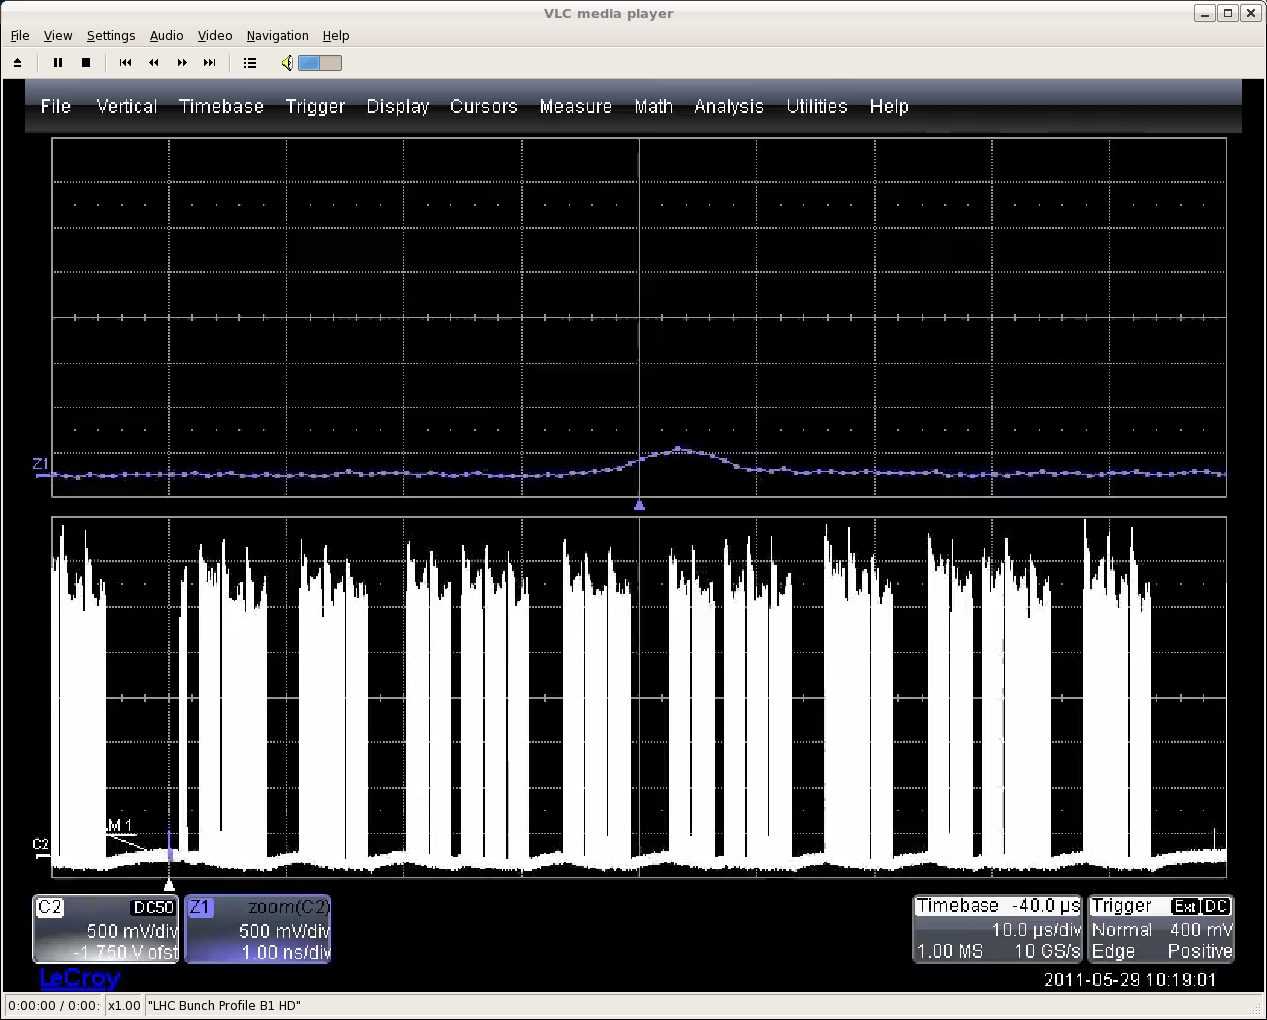 VLC media player
File View Settings Audio Video Navigation Help
File Vertical Timebase Trigger Display Cursors Measure Math Analysis Utilities Help
Z1
M 1
C2
C2 DC50
500 mV/div
-1.750 V ofst
Z1 zoom(C2)
500 mV/div
1.00 ns/div
Timebase -40.0 µs
10.0 µs/div
1.00 MS 10 GS/s
Trigger Ext DC
Normal 400 mV
Edge Positive
LeCroy
2011-05-29 10:19:01
0:00:00 / 0:00: x1.00 "LHC Bunch Profile B1 HD"